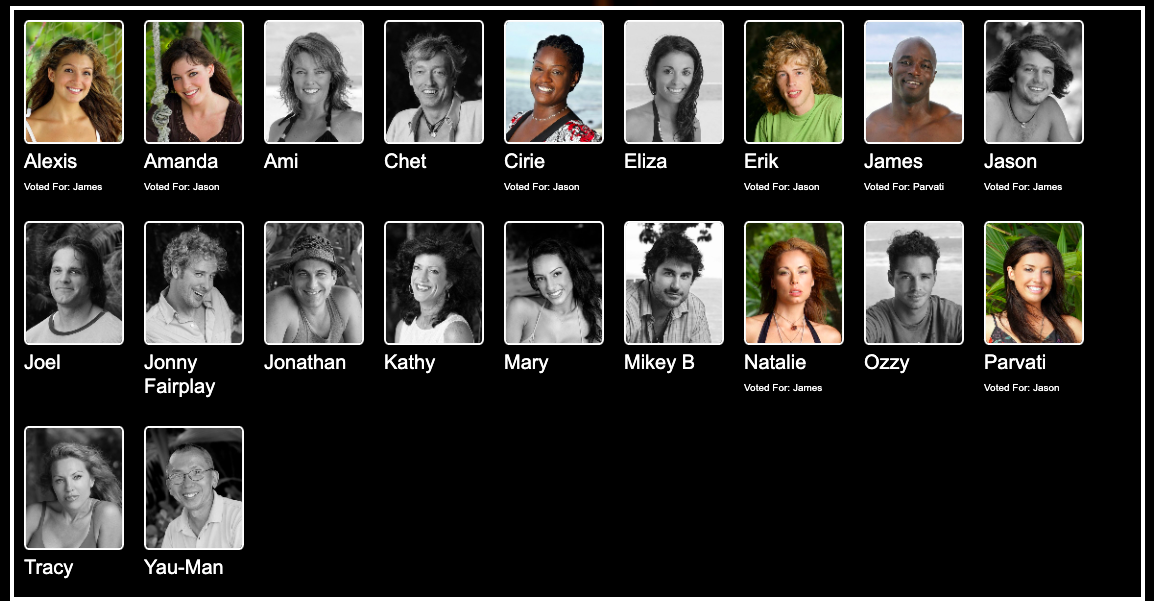 Alexis
Amanda
Ami
Chet
Cirie
Eliza
Erik
James
Jason
Voted For: James
Voted For: Jason
Voted For: Jason
Voted For: Jason
Voted For: Parvati
Voted For: James
Joel
Jonny
Fairplay
Jonathan
Kathy
Mary
Mikey B
Natalie
Ozzy
Parvati
Voted For: James
Voted For: Jason
Tracy
Yau-Man